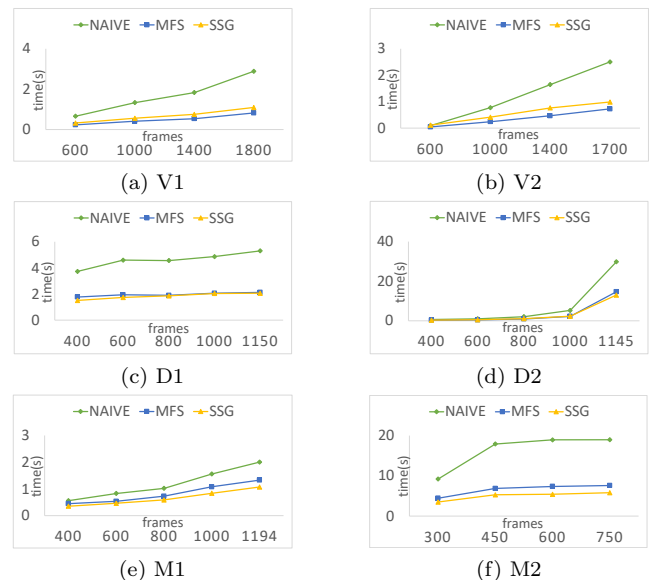 NAIVE MFS SSG
4
2
0
time(s)
frames
600 1000 1400 1800
(a) V1
NAIVE MFS SSG
3
2
1
0
time(s)
frames
600 1000 1400 1700
(b) V2
NAIVE MFS SSG
6
4
2
0
time(s)
frames
400 600 800 1000 1150
(c) D1
NAIVE MFS SSG
40
20
0
time(s)
frames
400 600 800 1000 1145
(d) D2
NAIVE MFS SSG
3
2
1
0
time(s)
frames
400 600 800 1000 1194
(e) M1
NAIVE MFS SSG
20
10
0
time(s)
frames
300 450 600 750
(f) M2